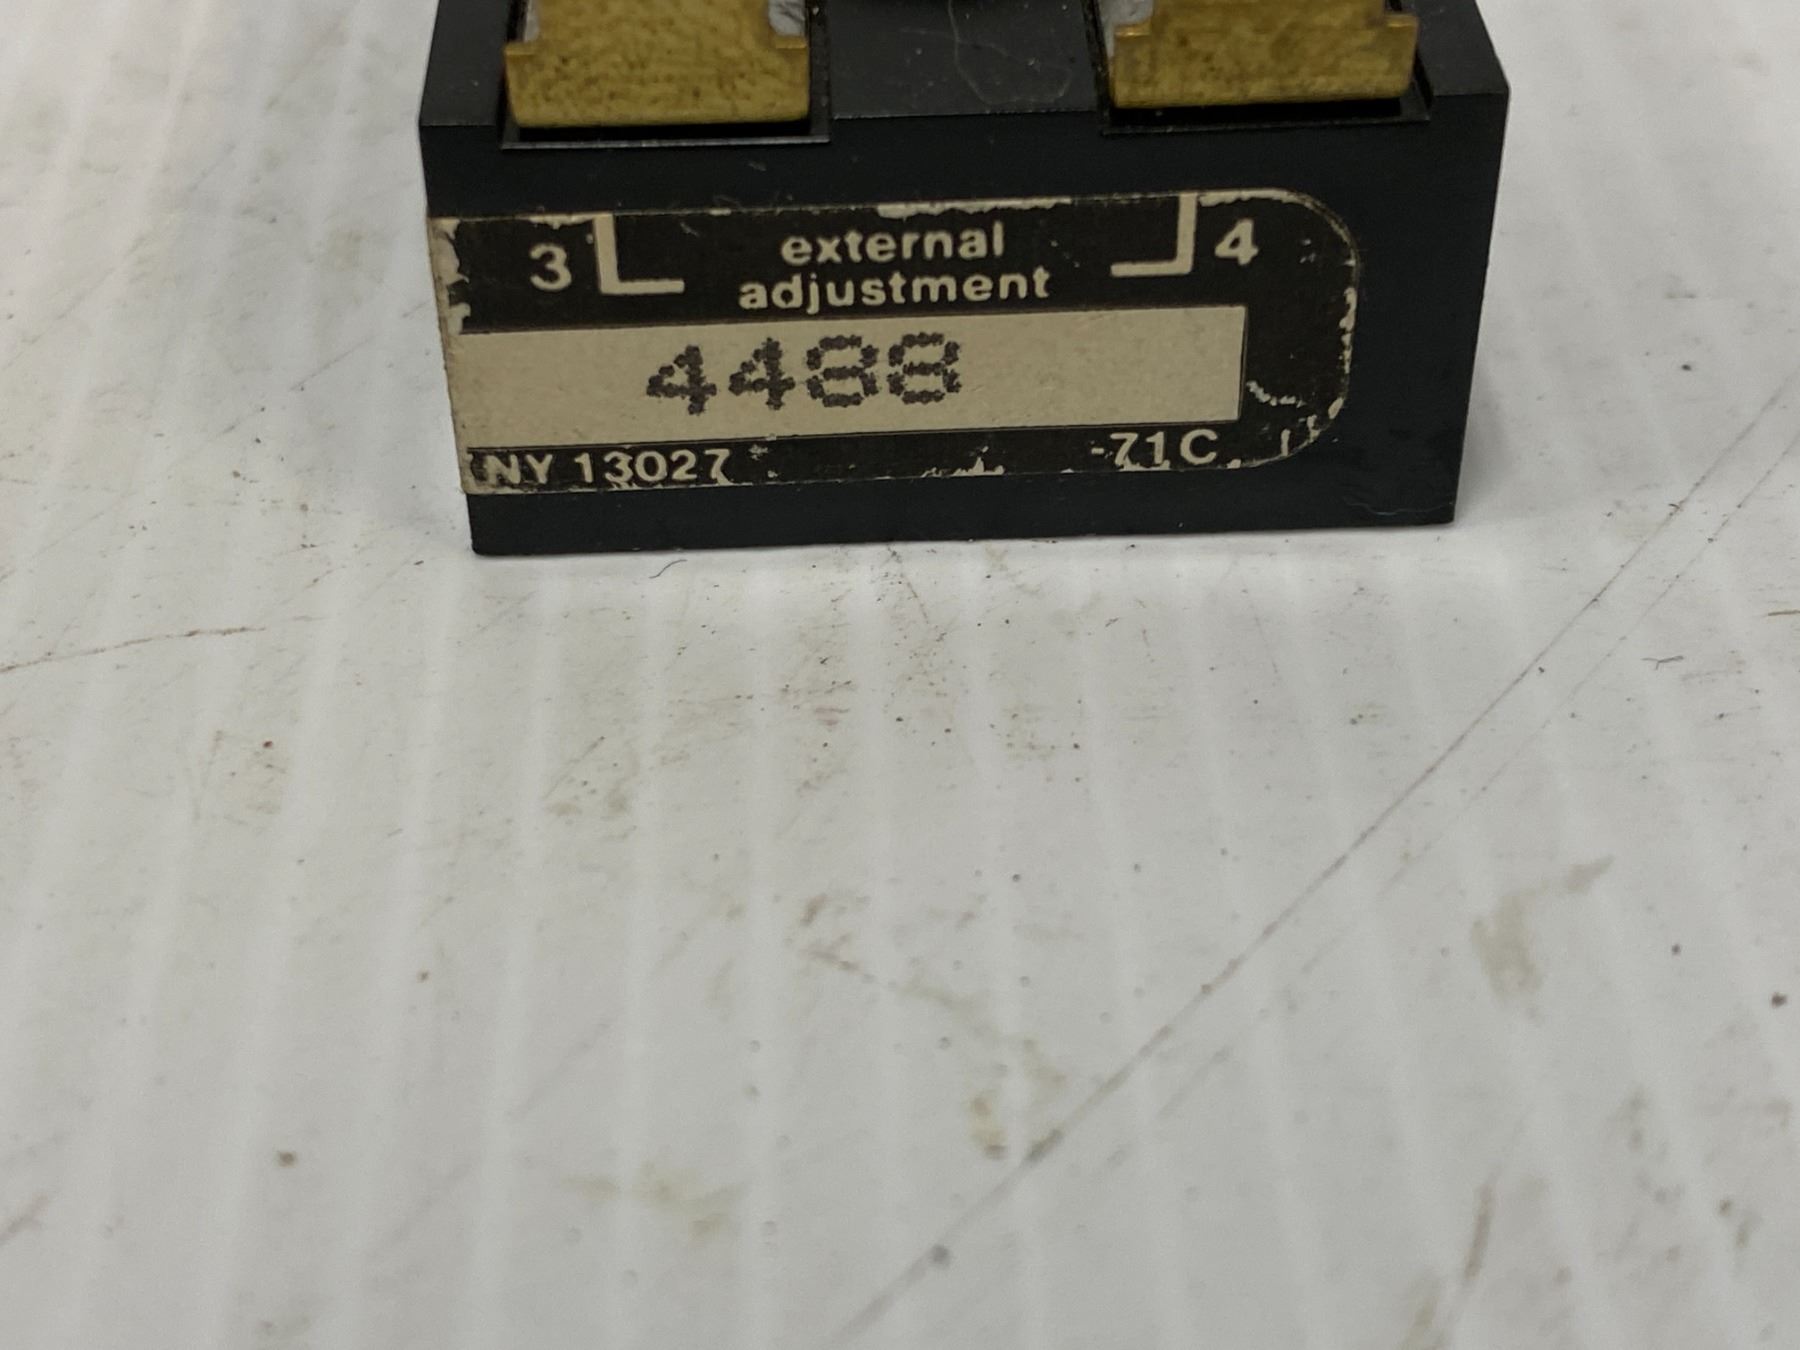 3 external 4
adjustment
4488
NY 13027 -71C